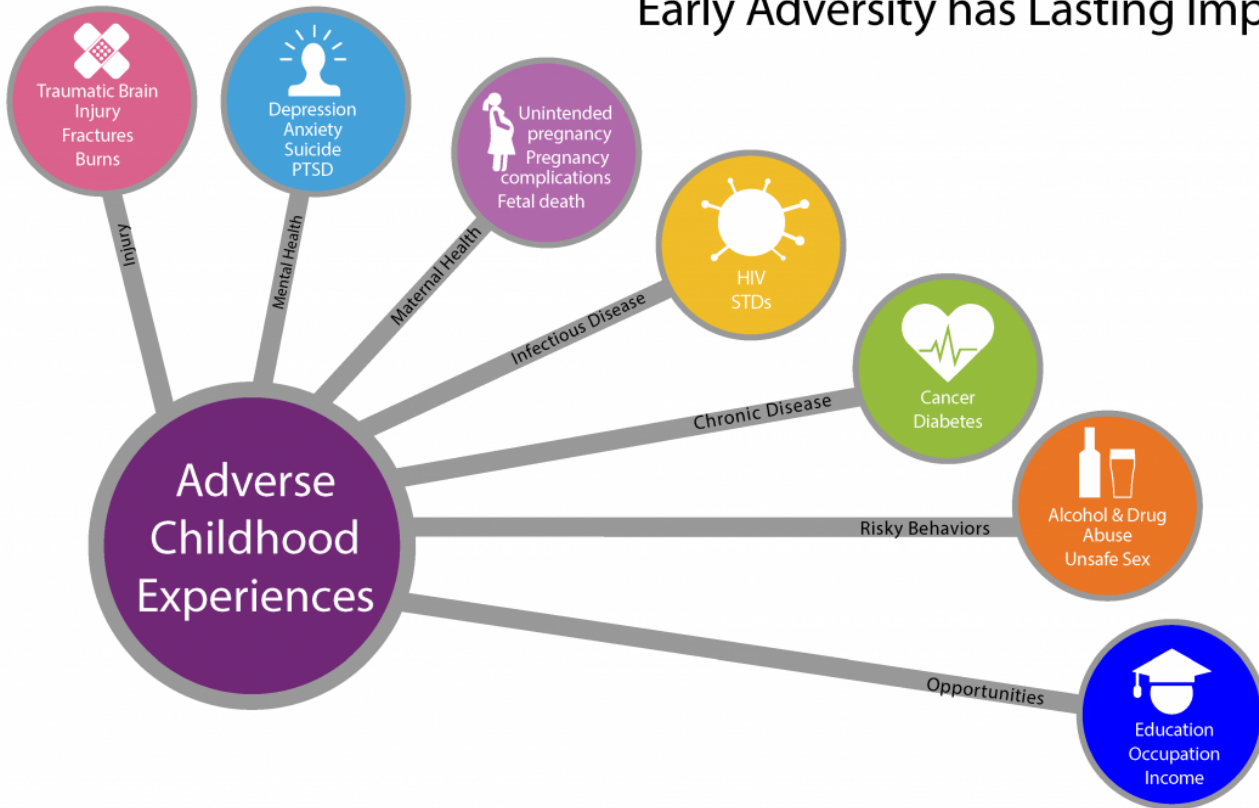 Early Adversity has Lasting Imp
Traumatic Brain
Injury
Fractures
Burns
Depression
Anxiety
Suicide
PTSD
Unintended
pregnancy
Pregnancy
complications
Fetal death
HIV
STDs
Cancer
Diabetes
Alcohol & Drug
Abuse
Unsafe Sex
Education
Occupation
Income
Injury
Mental Health
Maternal Health
Infectious Disease
Chronic Disease
Risky Behaviors
Opportunities
Adverse
Childhood
Experiences